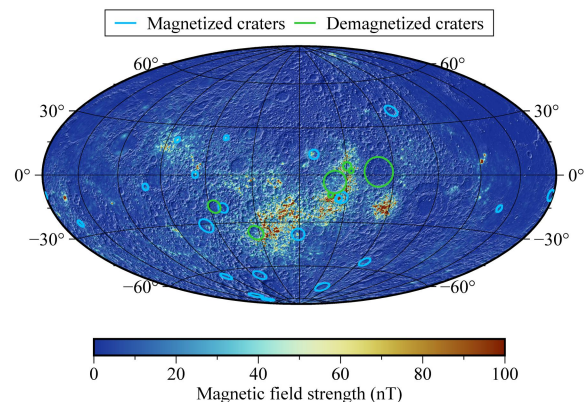 Magnetized craters Demagnetized craters
60° 60°
30° 30°
0° 0°
−30° −30°
−60° −60°
0 20 40 60 80 100
Magnetic field strength (nT)